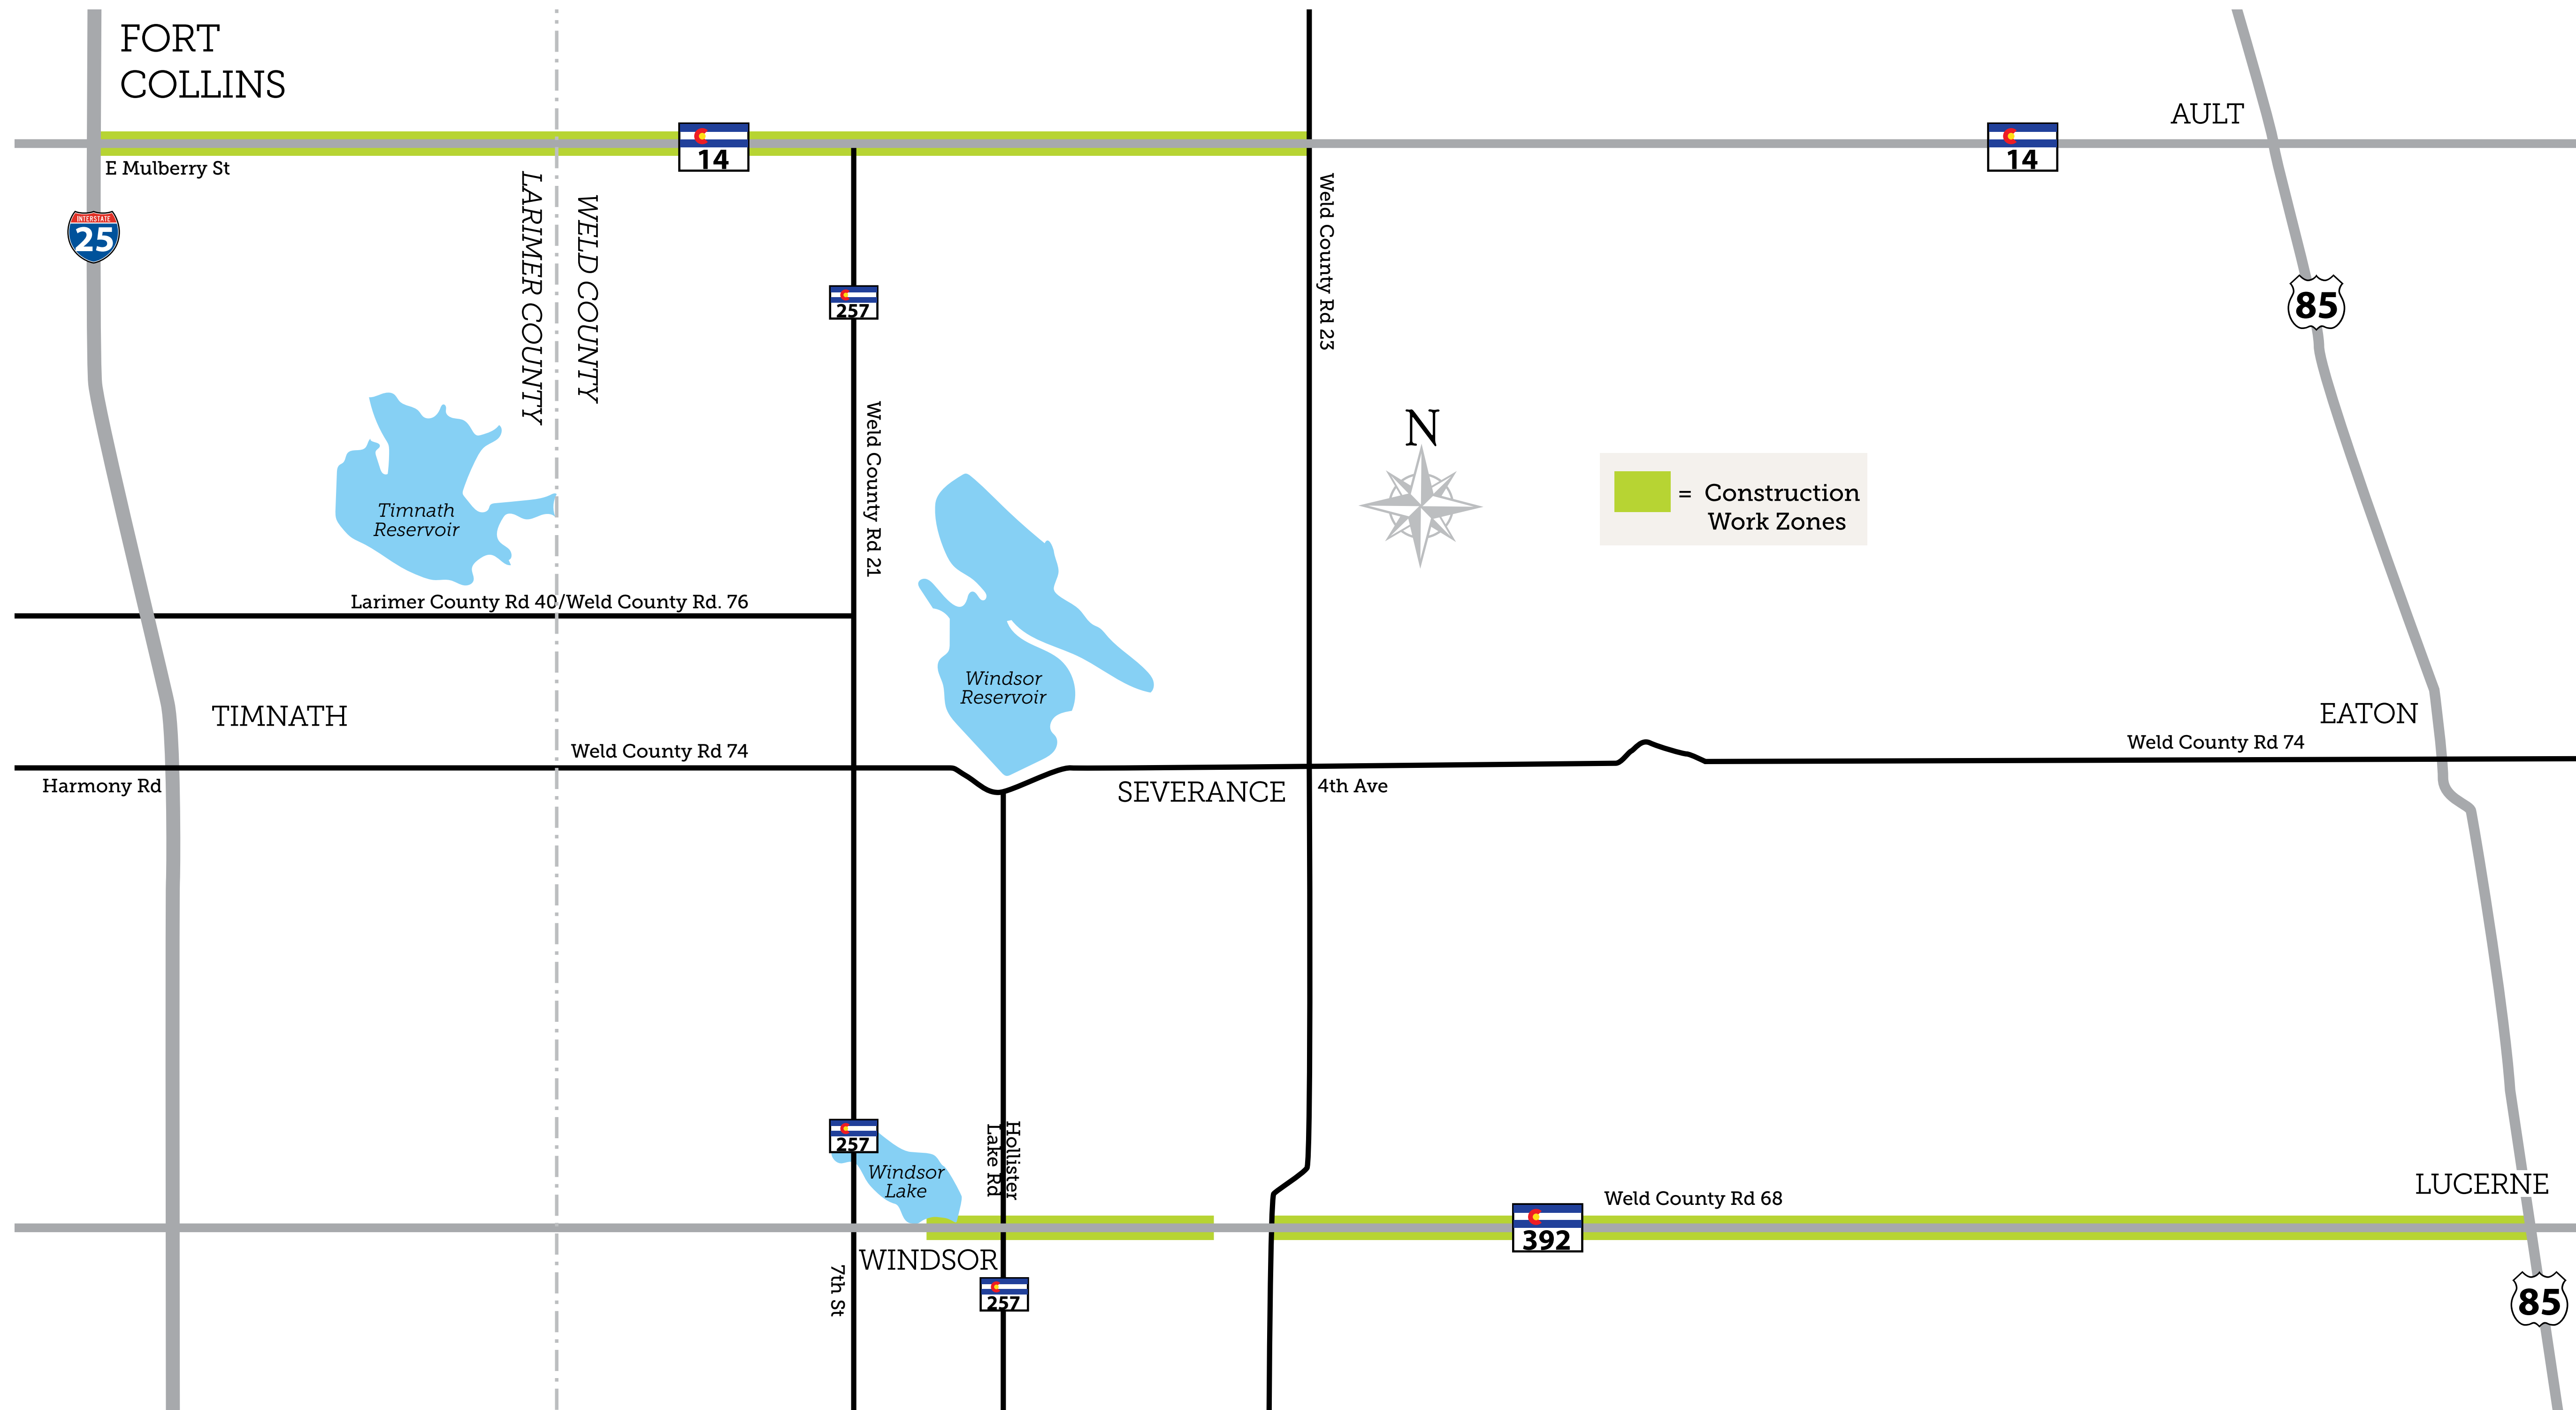 FORT
COLLINS
AULT
14
14
E Mulberry St
INTERSTATE
25
LARIMER COUNTY
WELD COUNTY
257
Weld County Rd 23
85
N
Weld County Rd 21
= Construction
Work Zones
Timnath
Reservoir
Larimer County Rd 40/Weld County Rd. 76
Windsor
Reservoir
TIMNATH
EATON
Weld County Rd 74
Weld County Rd 74
Harmony Rd
SEVERANCE
4th Ave
257
Windsor
Lake
Hollister
Lake Rd
LUCERNE
Weld County Rd 68
392
WINDSOR
7th St
257
85